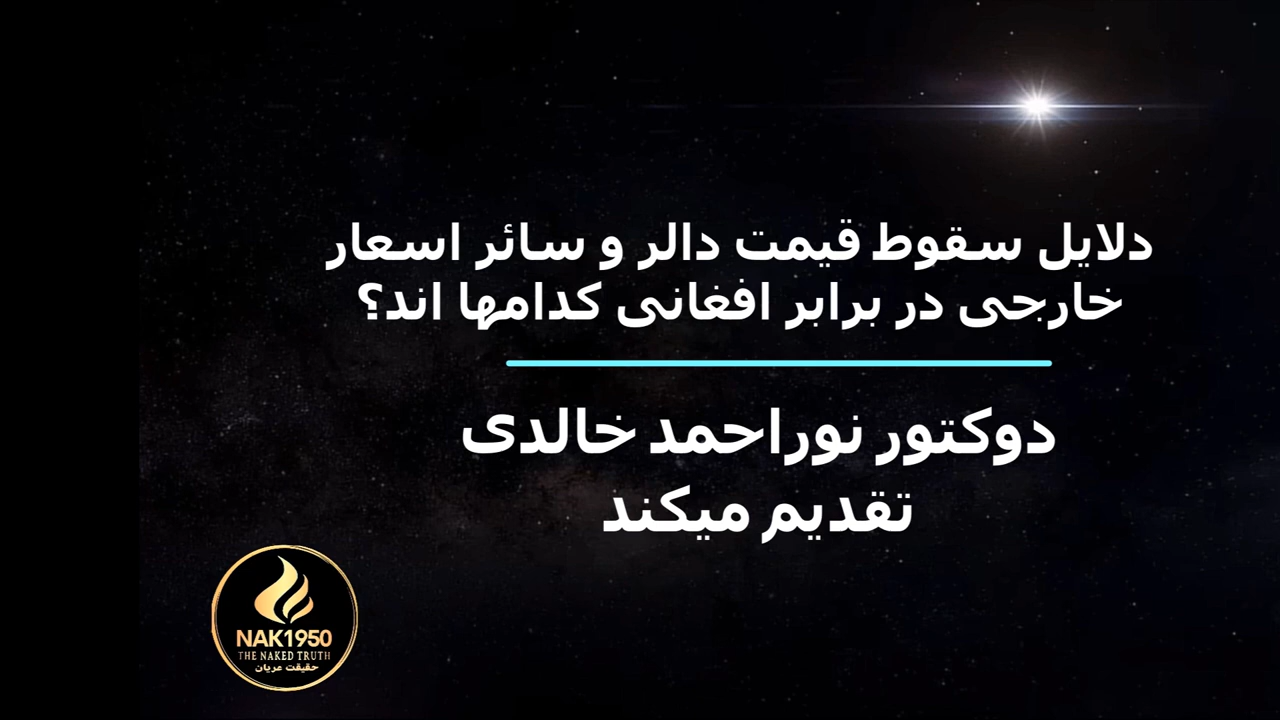 دلایل سقوط قیمت دالر و سائر اسعار
خارجی در برابر افغانی کدامها اند؟
دوکتور نوراحمد خالدی
تقدیم میکند
NAK1950
THE NAKED TRUTH
حقیقت عریان